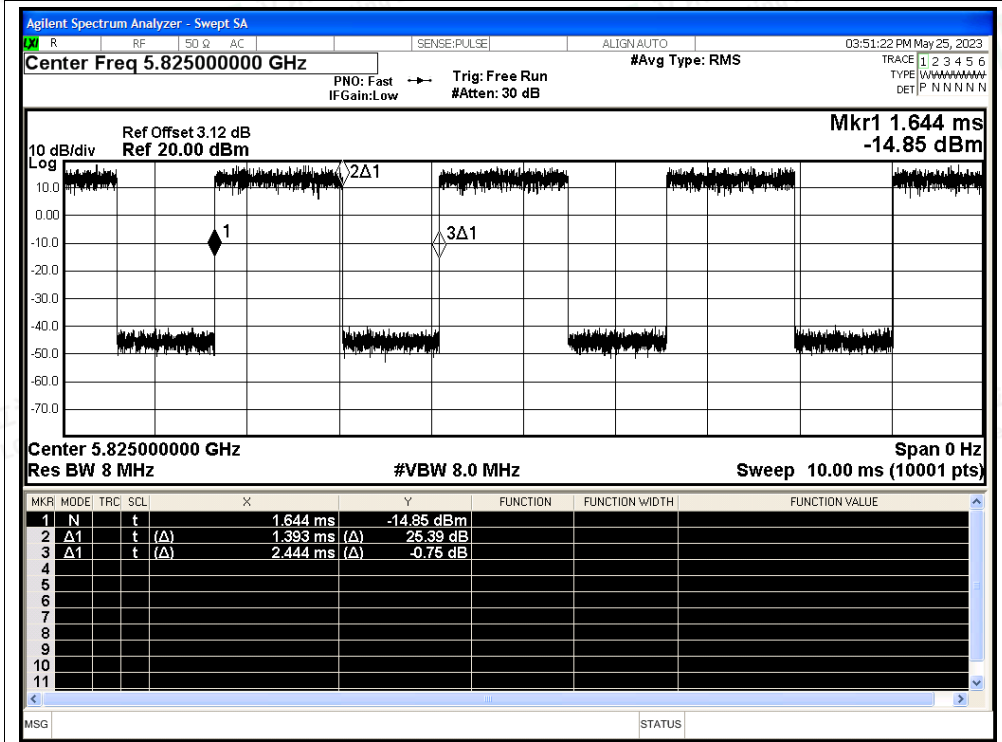 Agilent Spectrum Analyzer - Swept SA
LXI R RF 50 Ω AC SENSE:PULSE ALIGN AUTO 03:51:22 PM May 25, 2023
Center Freq 5.825000000 GHz #Avg Type: RMS TRACE 1 2 3 4 5 6
PNO: Fast Trig: Free Run TYPE
IFGain:Low #Atten: 30 dB DET P N N N N N
Mkr1 1.644 ms
Ref Offset 3.12 dB
10 dB/div Ref 20.00 dBm -14.85 dBm
Log
2Δ1
10.0
0.00
1 3Δ1
-10.0
-20.0
-30.0
-40.0
-50.0
-60.0
-70.0
Center 5.825000000 GHz Span 0 Hz
Res BW 8 MHz #VBW 8.0 MHz Sweep 10.00 ms (10001 pts)
MKR MODE TRC SCL X Y FUNCTION FUNCTION WIDTH FUNCTION VALUE
1 N t 1.644 ms -14.85 dBm
2 Δ1 t (Δ) 1.393 ms (Δ) 25.39 dB
3 Δ1 t (Δ) 2.444 ms (Δ) -0.75 dB
4
5
6
7
8
9
10
11
MSG STATUS